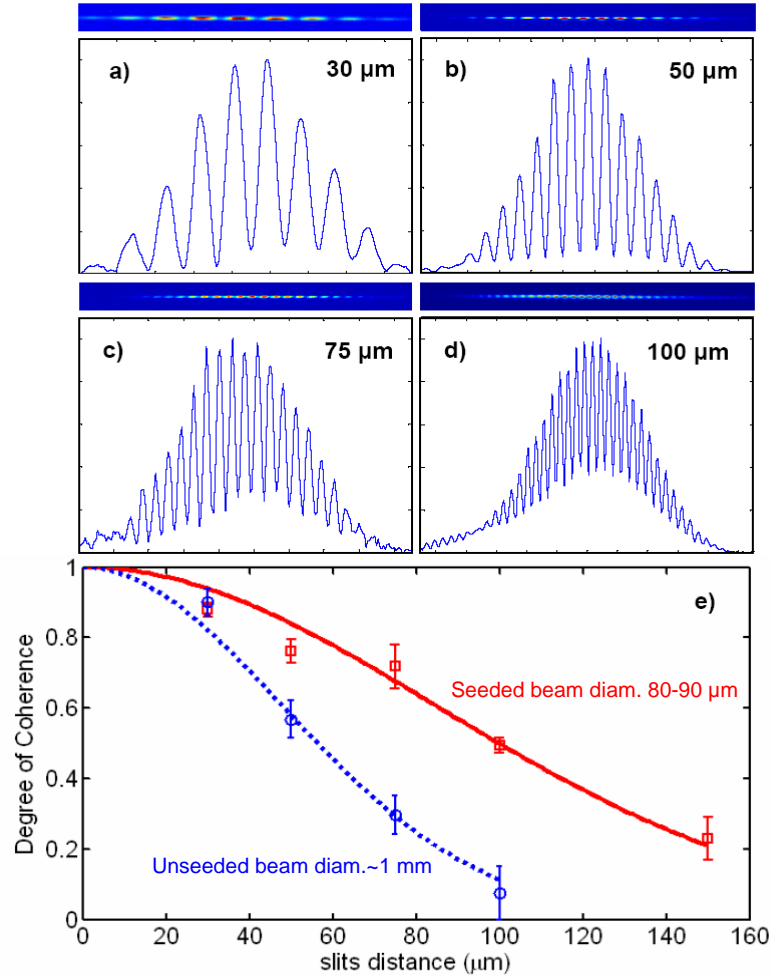 a) 30 µm
b) 50 µm
c) 75 µm
d) 100 µm
e)
1
0.8
0.6
0.4
0.2
0
Degree of Coherence
Seeded beam diam. 80-90 µm
Unseeded beam diam.~1 mm
0 20 40 60 80 100 120 140 160
slits distance (µm)